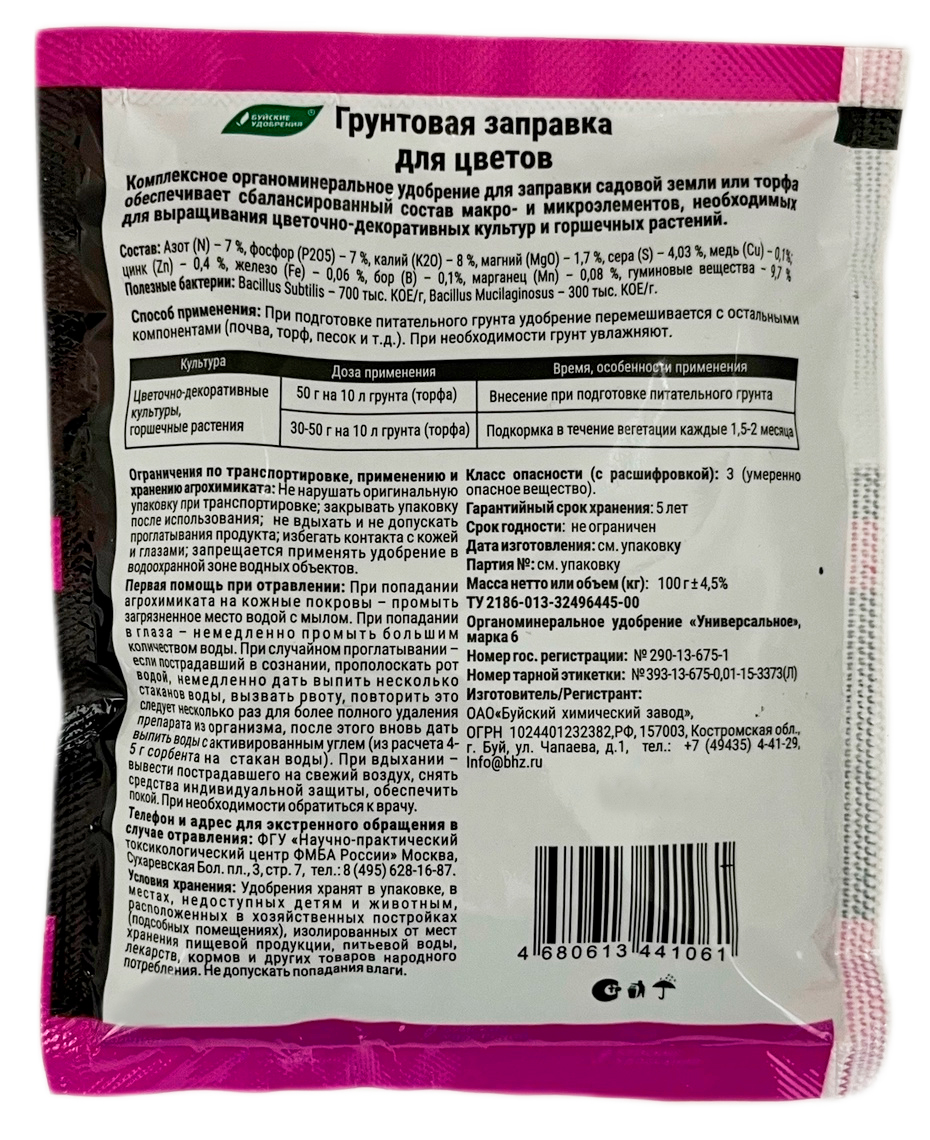 БУЙСКИЕ
УДОБРЕНИЯ
Грунтовая заправка
для цветов
Комплексное органоминеральное удобрение для заправки садовой земли или торфа
обеспечивает сбалансированный состав макро- и микроэлементов, необходимых
для выращивания цветочно-декоративных культур и горшечных растений.
Состав: Азот (N) – 7 %, фосфор (P2O5) – 7 %, калий (K2O) – 8 %, магний (MgO) – 1,7 %, сера (S) – 4,03 %, медь (Cu) – 0,1%;
цинк (Zn) – 0,4 %, железо (Fe) – 0,06 %, бор (B) – 0,1%, марганец (Mn) – 0,08 %, гуминовые вещества – 9,7 %
Полезные бактерии: Bacillus Subtilis – 700 тыс. КОЕ/г, Bacillus Mucilaginosus – 300 тыс. КОЕ/г.
Способ применения: При подготовке питательного грунта удобрение перемешивается с остальными
компонентами (почва, торф, песок и т.д.). При необходимости грунт увлажняют.
Культура
Доза применения
Время, особенности применения
Цветочно-декоративные
культуры,
горшечные растения
50 г на 10 л грунта (торфа)
Внесение при подготовке питательного грунта
30-50 г на 10 л грунта (торфа)
Подкормка в течение вегетации каждые 1,5-2 месяца
Ограничения по транспортировке, применению и
хранению агрохимиката: Не нарушать оригинальную
упаковку при транспортировке; закрывать упаковку
после использования; не вдыхать и не допускать
проглатывания продукта; избегать контакта с кожей
и глазами; запрещается применять удобрение в
водоохранной зоне водных объектов.
Первая помощь при отравлении: При попадании
агрохимиката на кожные покровы – промыть
загрязненное место водой с мылом. При попадании
в глаза – немедленно промыть большим
количеством воды. При случайном проглатывании –
если пострадавший в сознании, прополоскать рот
водой, немедленно дать выпить несколько
стаканов воды, вызвать рвоту, повторить это
следует несколько раз для более полного удаления
препарата из организма, после этого вновь дать
выпить воды с активированным углем (из расчета 4-
5 г сорбента на стакан воды). При вдыхании –
вывести пострадавшего на свежий воздух, снять
средства индивидуальной защиты, обеспечить
покой. При необходимости обратиться к врачу.
Телефон и адрес для экстренного обращения в
случае отравления: ФГУ «Научно-практический
токсикологический центр ФМБА России» Москва,
Сухаревская Бол. пл., 3, стр. 7, тел.: 8 (495) 628-16-87.
Условия хранения: Удобрения хранят в упаковке, в
местах, недоступных детям и животным,
расположенных в хозяйственных постройках
(подсобных помещениях), изолированных от мест
хранения пищевой продукции, питьевой воды,
лекарств, кормов и других товаров народного
потребления. Не допускать попадания влаги.
Класс опасности (с расшифровкой): 3 (умеренно
опасное вещество).
Гарантийный срок хранения: 5 лет
Срок годности: не ограничен
Дата изготовления: см. упаковку
Партия №: см. упаковку
Масса нетто или объем (кг): 100 г ± 4,5%
ТУ 2186-013-32496445-00
Органоминеральное удобрение «Универсальное»,
марка 6
Номер гос. регистрации: № 290-13-675-1
Номер тарной этикетки: №393-13-675-0,01-15-3373(Л)
Изготовитель/Регистрант:
ОАО«Буйский химический завод»,
ОГРН 1024401232382,РФ, 157003, Костромская обл.,
г. Буй, ул. Чапаева, д.1, тел.: +7 (49435) 4-41-29,
Info@bhz.ru
4 680613 441061